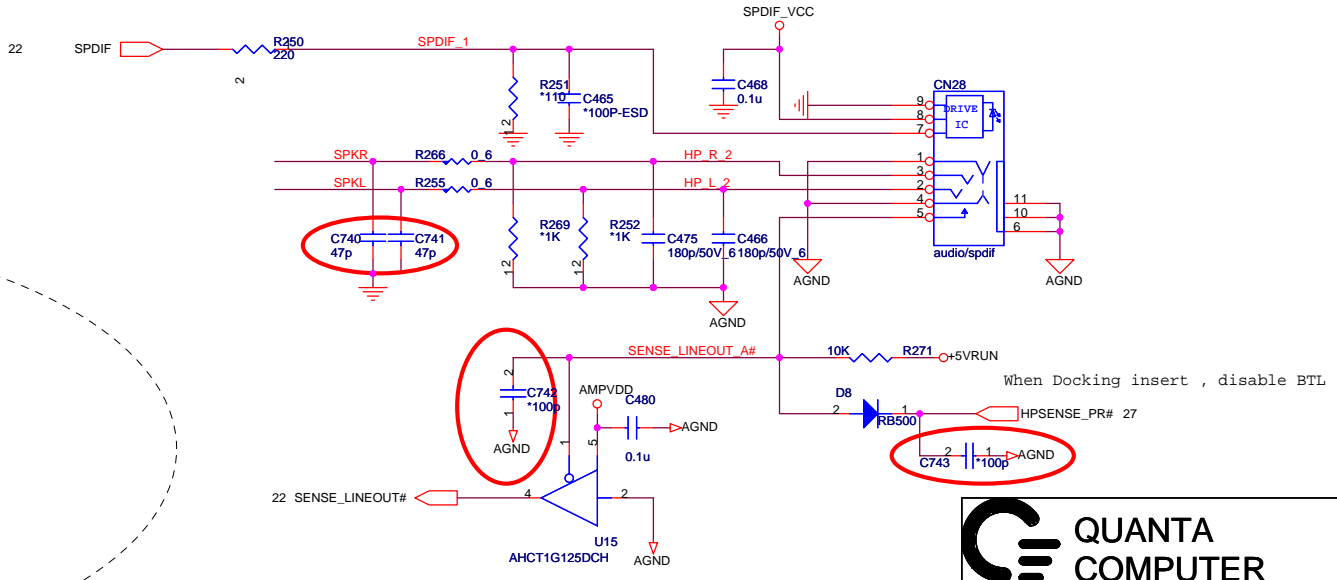 SPDIF_VCC
22 SPDIF R250 SPDIF_1
220
2
R251
*110
C465
*100P-ESD
1 2
C468
0.1u
CN28
9
8
7
DRIVE
IC
SPKR R266 0_6 HP_R_2
SPKL R255 0_6 HP_L_2
1
3
2
4
5
11
10
6
audio/spdif
C740
47p
C741
47p
R269
*1K
1 2
R252
*1K
1 2
C475
180p/50V_6
C466
180p/50V_6
AGND
AGND
AGND
SENSE_LINEOUT_A# 10K R271 +5VRUN
When Docking insert , disable BTL
2
C742
*100p
1
AGND
AMPVDD
C480
0.1u
AGND
D8
2 1
RB500
HPSENSE_PR# 27
C743 2 1 *100p AGND
1
5
22 SENSE_LINEOUT# 4 2
U15
AHCT1G125DCH
AGND
QUANTA
COMPUTER